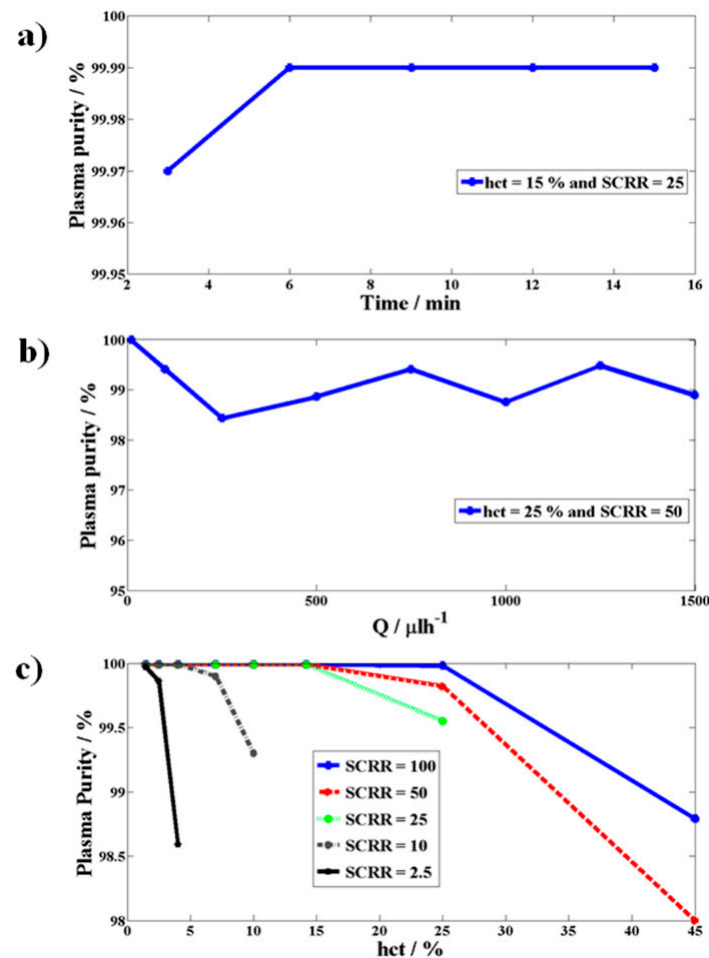 a)
100
99.99
99.98
99.97
99.96
99.95
Plasma purity / %
hct = 15 % and SCRR = 25
2 4 6 8 10 12 14 16
Time / min
b)
100
99
98
97
96
95
Plasma purity / %
hct = 25 % and SCRR = 50
0 500 1000 1500
Q / µlh⁻¹
c)
100
99.5
99
98.5
98
Plasma Purity / %
SCRR = 100
SCRR = 50
SCRR = 25
SCRR = 10
SCRR = 2.5
0 5 10 15 20 25 30 35 40 45
hct / %